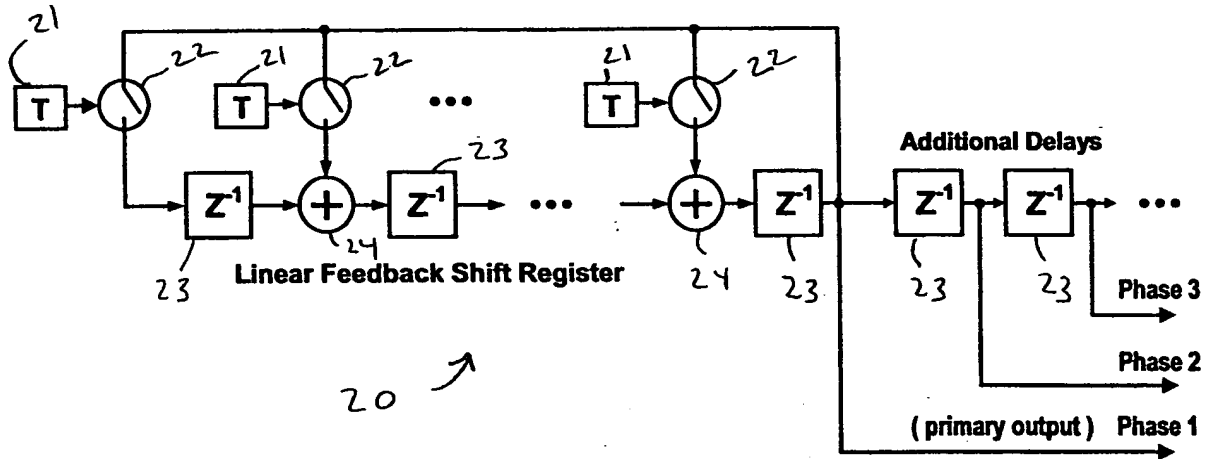 21
22
21
22
21
22
T
T
•••
T
Additional Delays
23
Z⁻¹
+
Z⁻¹
•••
+
Z⁻¹
Z⁻¹
Z⁻¹
•••
23
24
Linear Feedback Shift Register
24
23
23
23
Phase 3
20
Phase 2
( primary output ) Phase 1